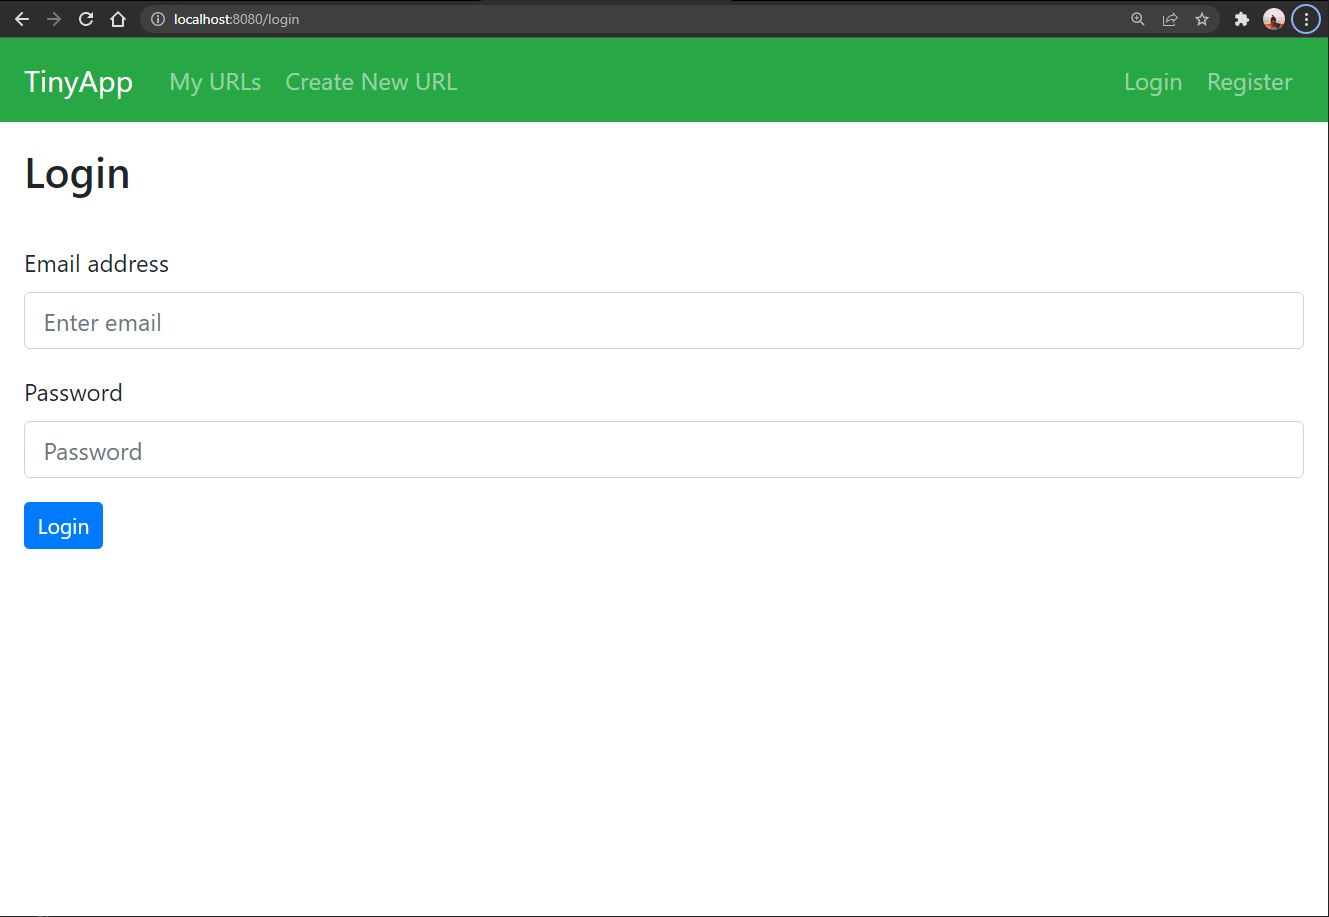 localhost:8080/login
TinyApp My URLs Create New URL Login Register
Login
Email address
Enter email
Password
Password
Login